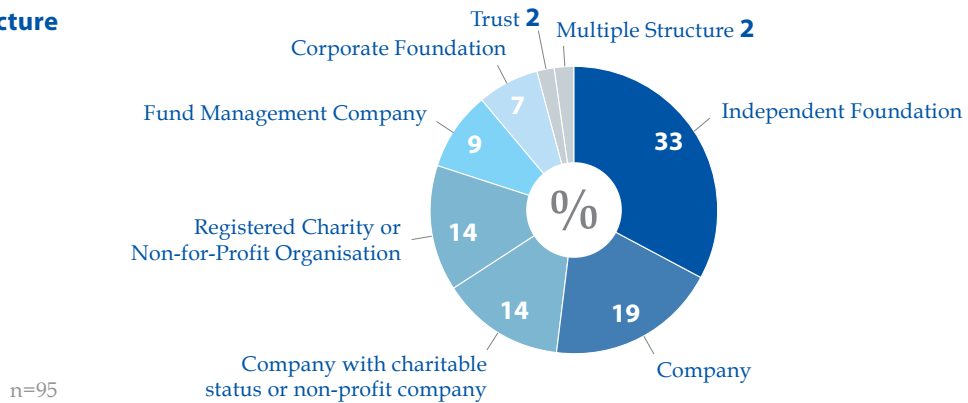 cture
Trust 2
Multiple Structure 2
Corporate Foundation
7
Fund Management Company
9
Independent Foundation
33
%
Registered Charity or
Non-for-Profit Organisation
14
14
19
Company with charitable
status or non-profit company
Company
n=95